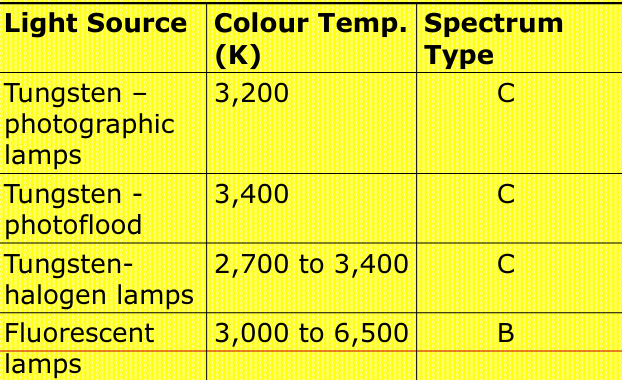 Light Source Colour Temp. Spectrum
(K) Type
Tungsten – 3,200 C
photographic
lamps
Tungsten - 3,400 C
photoflood
Tungsten- 2,700 to 3,400 C
halogen lamps
Fluorescent 3,000 to 6,500 B
lamps